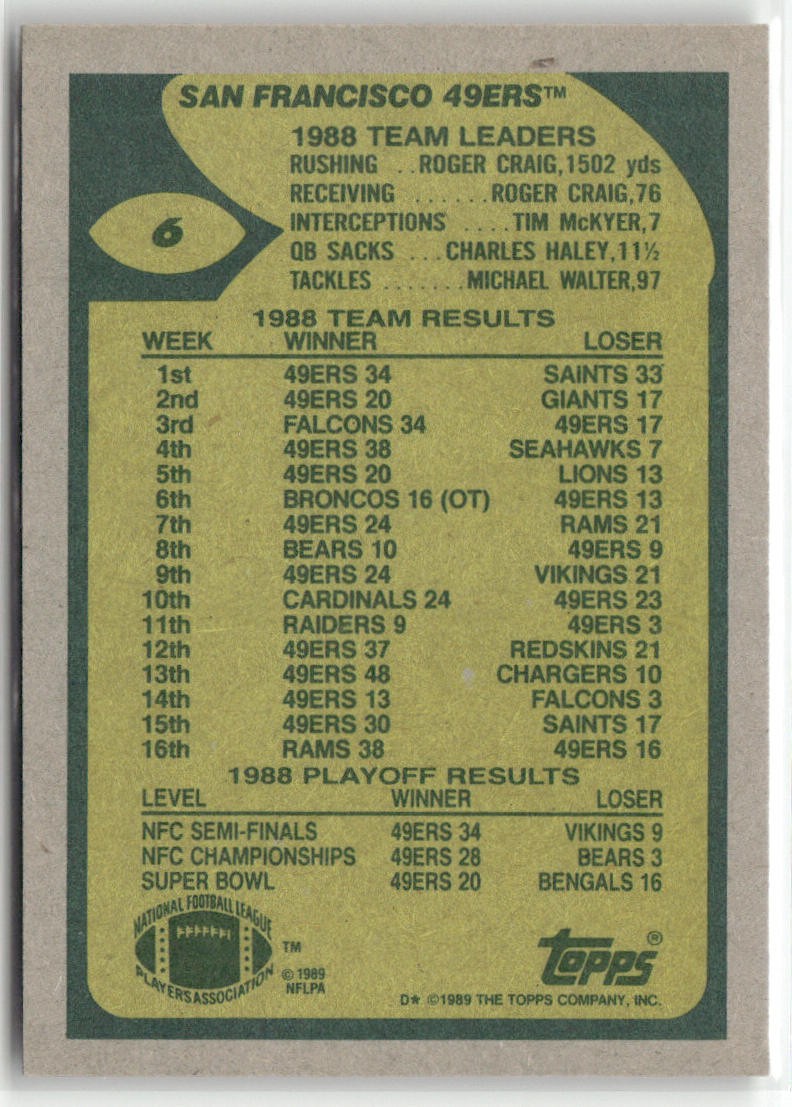 SAN FRANCISCO 49ERS™
1988 TEAM LEADERS
RUSHING ..ROGER CRAIG,1502 yds
RECEIVING ......ROGER CRAIG,76
INTERCEPTIONS ....TIM McKYER,7
QB SACKS ...CHARLES HALEY,11½
TACKLES .......MICHAEL WALTER,97
6
1988 TEAM RESULTS
WEEK WINNER LOSER
1st 49ERS 34 SAINTS 33
2nd 49ERS 20 GIANTS 17
3rd FALCONS 34 49ERS 17
4th 49ERS 38 SEAHAWKS 7
5th 49ERS 20 LIONS 13
6th BRONCOS 16 (OT) 49ERS 13
7th 49ERS 24 RAMS 21
8th BEARS 10 49ERS 9
9th 49ERS 24 VIKINGS 21
10th CARDINALS 24 49ERS 23
11th RAIDERS 9 49ERS 3
12th 49ERS 37 REDSKINS 21
13th 49ERS 48 CHARGERS 10
14th 49ERS 13 FALCONS 3
15th 49ERS 30 SAINTS 17
16th RAMS 38 49ERS 16
1988 PLAYOFF RESULTS
LEVEL WINNER LOSER
NFC SEMI-FINALS 49ERS 34 VIKINGS 9
NFC CHAMPIONSHIPS 49ERS 28 BEARS 3
SUPER BOWL 49ERS 20 BENGALS 16
NATIONAL FOOTBALL LEAGUE
PLAYERS ASSOCIATION
™
© 1989
NFLPA
topps®
D* ©1989 THE TOPPS COMPANY, INC.